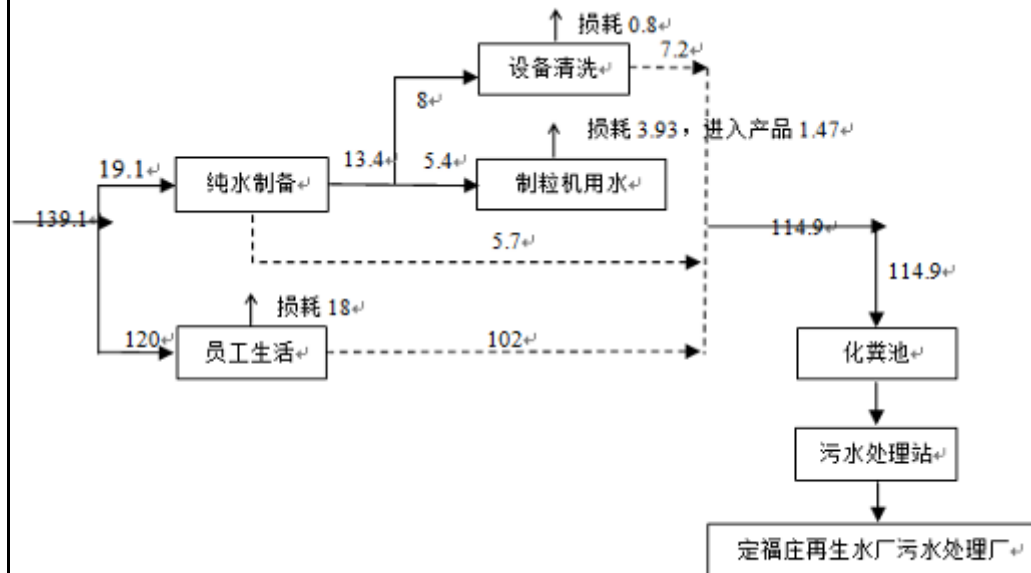 损耗 0.8↵
7.2↵
设备清洗↵
8↵
损耗 3.93，进入产品 1.47↵
19.1↵
纯水制备↵
13.4↵
5.4↵
制粒机用水↵
139.1↵
5.7↵
114.9↵
114.9↵
损耗 18↵
120↵
员工生活↵
102↵
化粪池↵
污水处理站↵
定福庄再生水厂污水处理厂↵